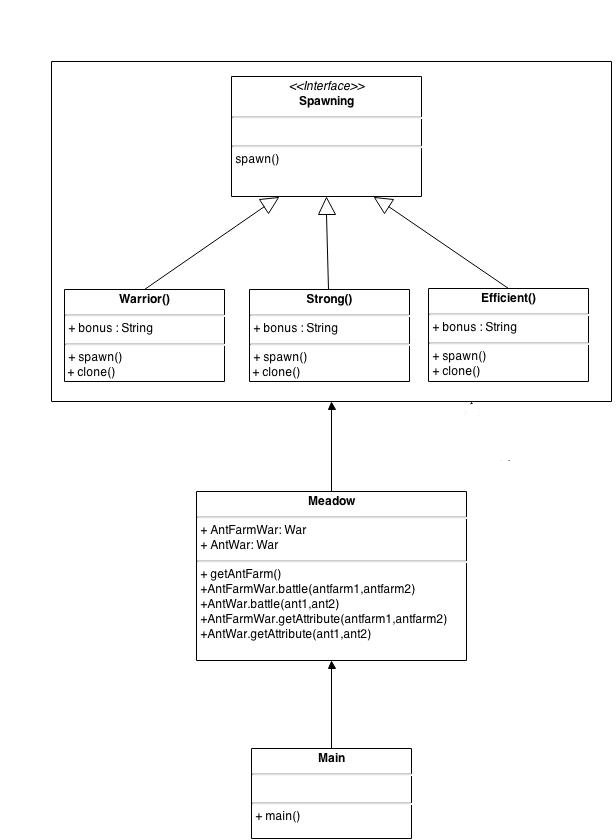 <<Interface>>
Spawning
spawn()
Warrior()
+ bonus : String
+ spawn()
+ clone()
Strong()
+ bonus : String
+ spawn()
+ clone()
Efficient()
+ bonus : String
+ spawn()
+ clone()
Meadow
+ AntFarmWar: War
+ AntWar: War
+ getAntFarm()
+AntFarmWar.battle(antfarm1,antfarm2)
+AntWar.battle(ant1,ant2)
+AntFarmWar.getAttribute(antfarm1,antfarm2)
+AntWar.getAttribute(ant1,ant2)
Main
+ main()